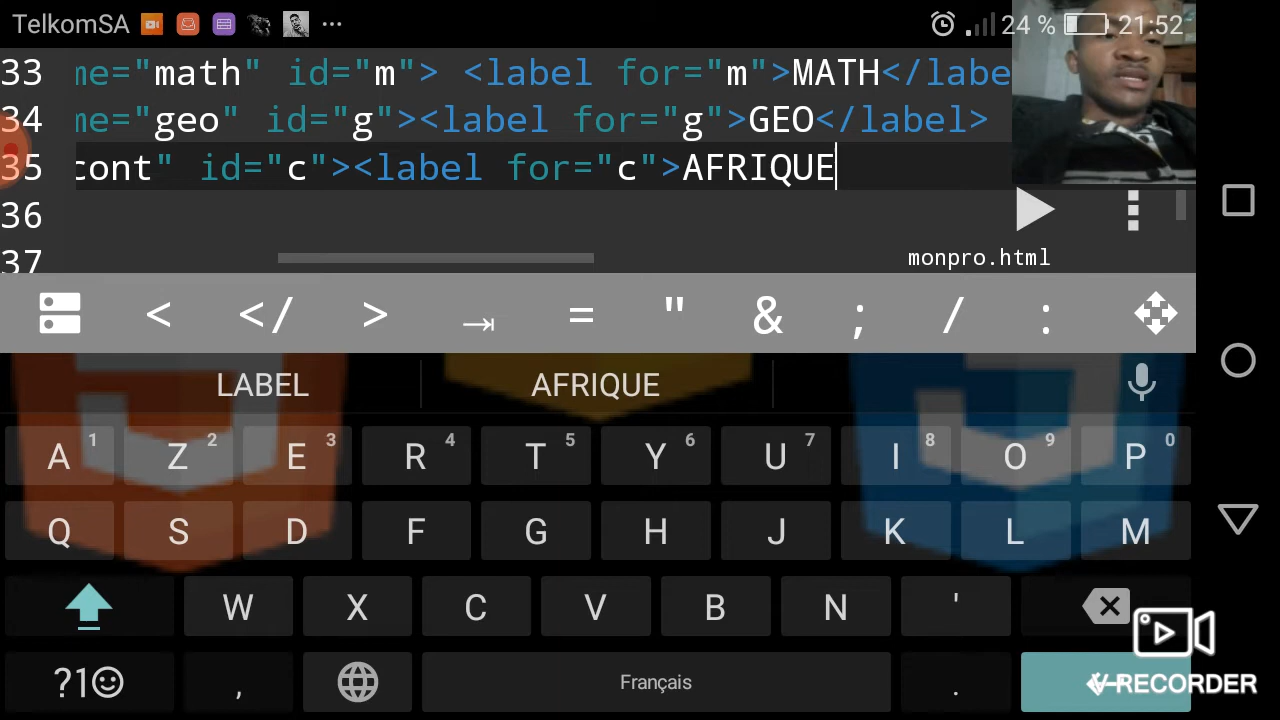 TelkomSA ... 24 % 21:52
33 me="math" id="m"> <label for="m">MATH</labe
34 me="geo" id="g"><label for="g">GEO</label>
35 cont" id="c"><label for="c">AFRIQUE
36
37
monpro.html
< </ > ⇥ = " & ; / :
LABEL AFRIQUE
A 1 Z 2 E 3 R 4 T 5 Y 6 U 7 I 8 O 9 P 0
Q S D F G H J K L M
W X C V B N '
?1☺ , Français .
V-RECORDER